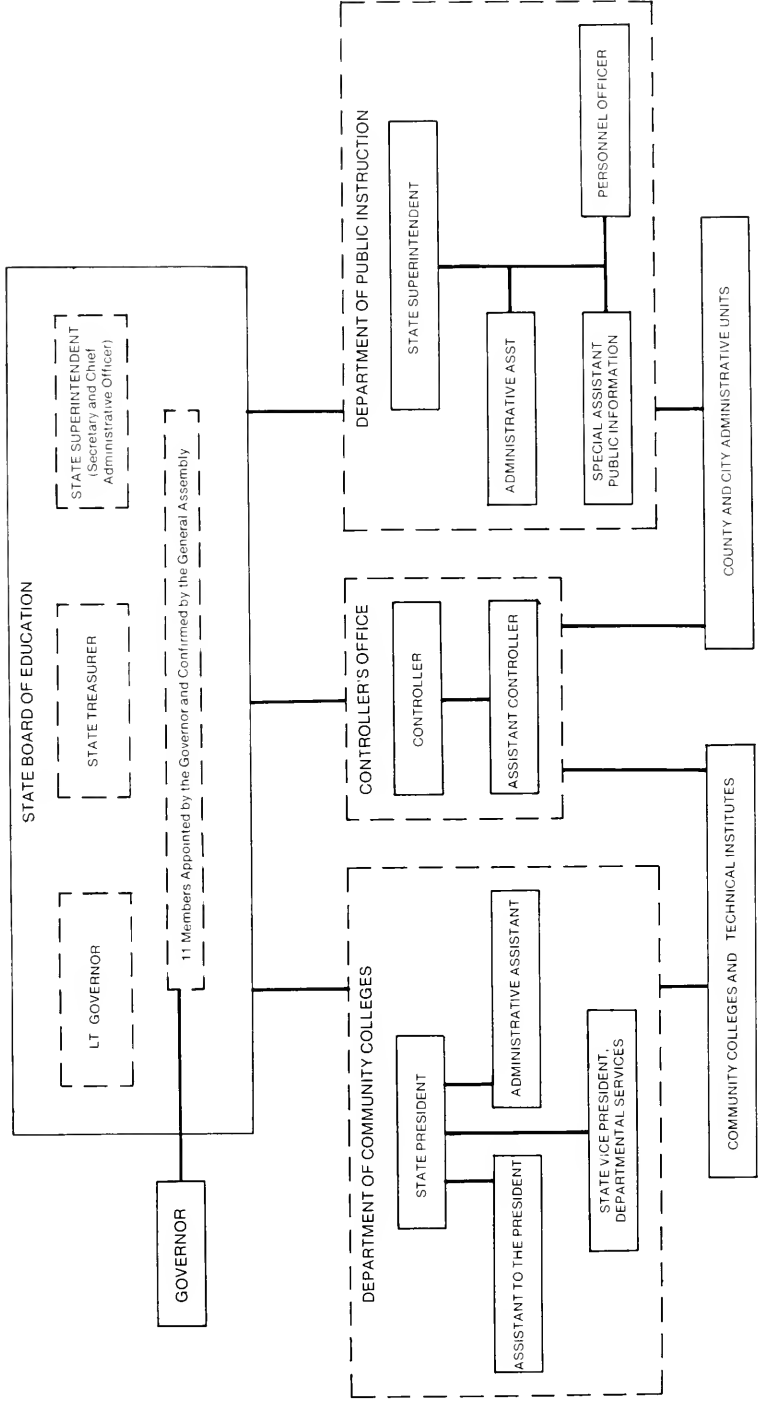 STATE BOARD OF EDUCATION
LT GOVERNOR
STATE TREASURER
STATE SUPERINTENDENT
(Secretary and Chief
Administrative Officer)
11 Members Appointed by the Governor and Confirmed by the General Assembly
GOVERNOR
DEPARTMENT OF COMMUNITY COLLEGES
STATE PRESIDENT
ASSISTANT TO THE PRESIDENT
ADMINISTRATIVE ASSISTANT
STATE VICE PRESIDENT,
DEPARTMENTAL SERVICES
CONTROLLER'S OFFICE
CONTROLLER
ASSISTANT CONTROLLER
DEPARTMENT OF PUBLIC INSTRUCTION
STATE SUPERINTENDENT
ADMINISTRATIVE ASST
SPECIAL ASSISTANT
PUBLIC INFORMATION
PERSONNEL OFFICER
COMMUNITY COLLEGES AND TECHNICAL INSTITUTES
COUNTY AND CITY ADMINISTRATIVE UNITS